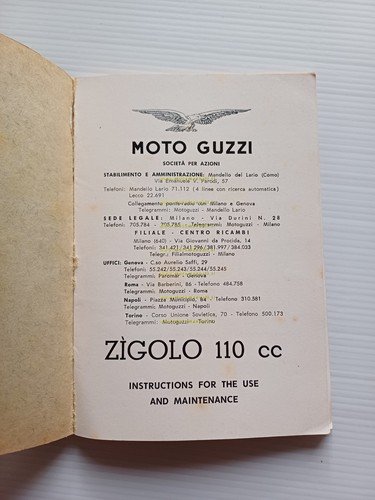 MOTO GUZZI
SOCIETÀ PER AZIONI
STABILIMENTO E AMMINISTRAZIONE: Mandello del Lario (Como)
Via Emanuele V. Parodi, 57
Telefoni: Mandello Lario 71.112 (4 linee con ricerca automatica)
Lecco 22.691
Collegamento ponte-radio con Milano e Genova
Telegrammi: Motoguzzi - Mandello Lario
SEDE LEGALE: Milano - Via Durini N. 28
Telefoni: 705.784 - 705.785 - Telegrammi: Motoguzzi - Milano
FILIALE - CENTRO RICAMBI
Milano (640) - Via Giovanni da Procida, 14
Telefoni: 341.421/341.296/381.997/384.033
Telegr.: Filialmotoguzzi - Milano
UFFICI: Genova - C.so Aurelio Saffi, 29
Telefoni: 55.242/55.243/55.244/55.245
Telegrammi: Paromar - Genova
Roma - Via Barberini, 86 - Telefono 484.758
Telegrammi: Motoguzzi - Roma
Napoli - Piazza Municipio, 84 - Telefono 310.581
Telegrammi: Motoguzzi - Napoli
Torino - Corso Unione Sovietica, 70 - Telefono 500.173
Telegrammi: Motoguzzi - Torino
ZÌGOLO 110 cc
INSTRUCTIONS FOR THE USE
AND MAINTENANCE